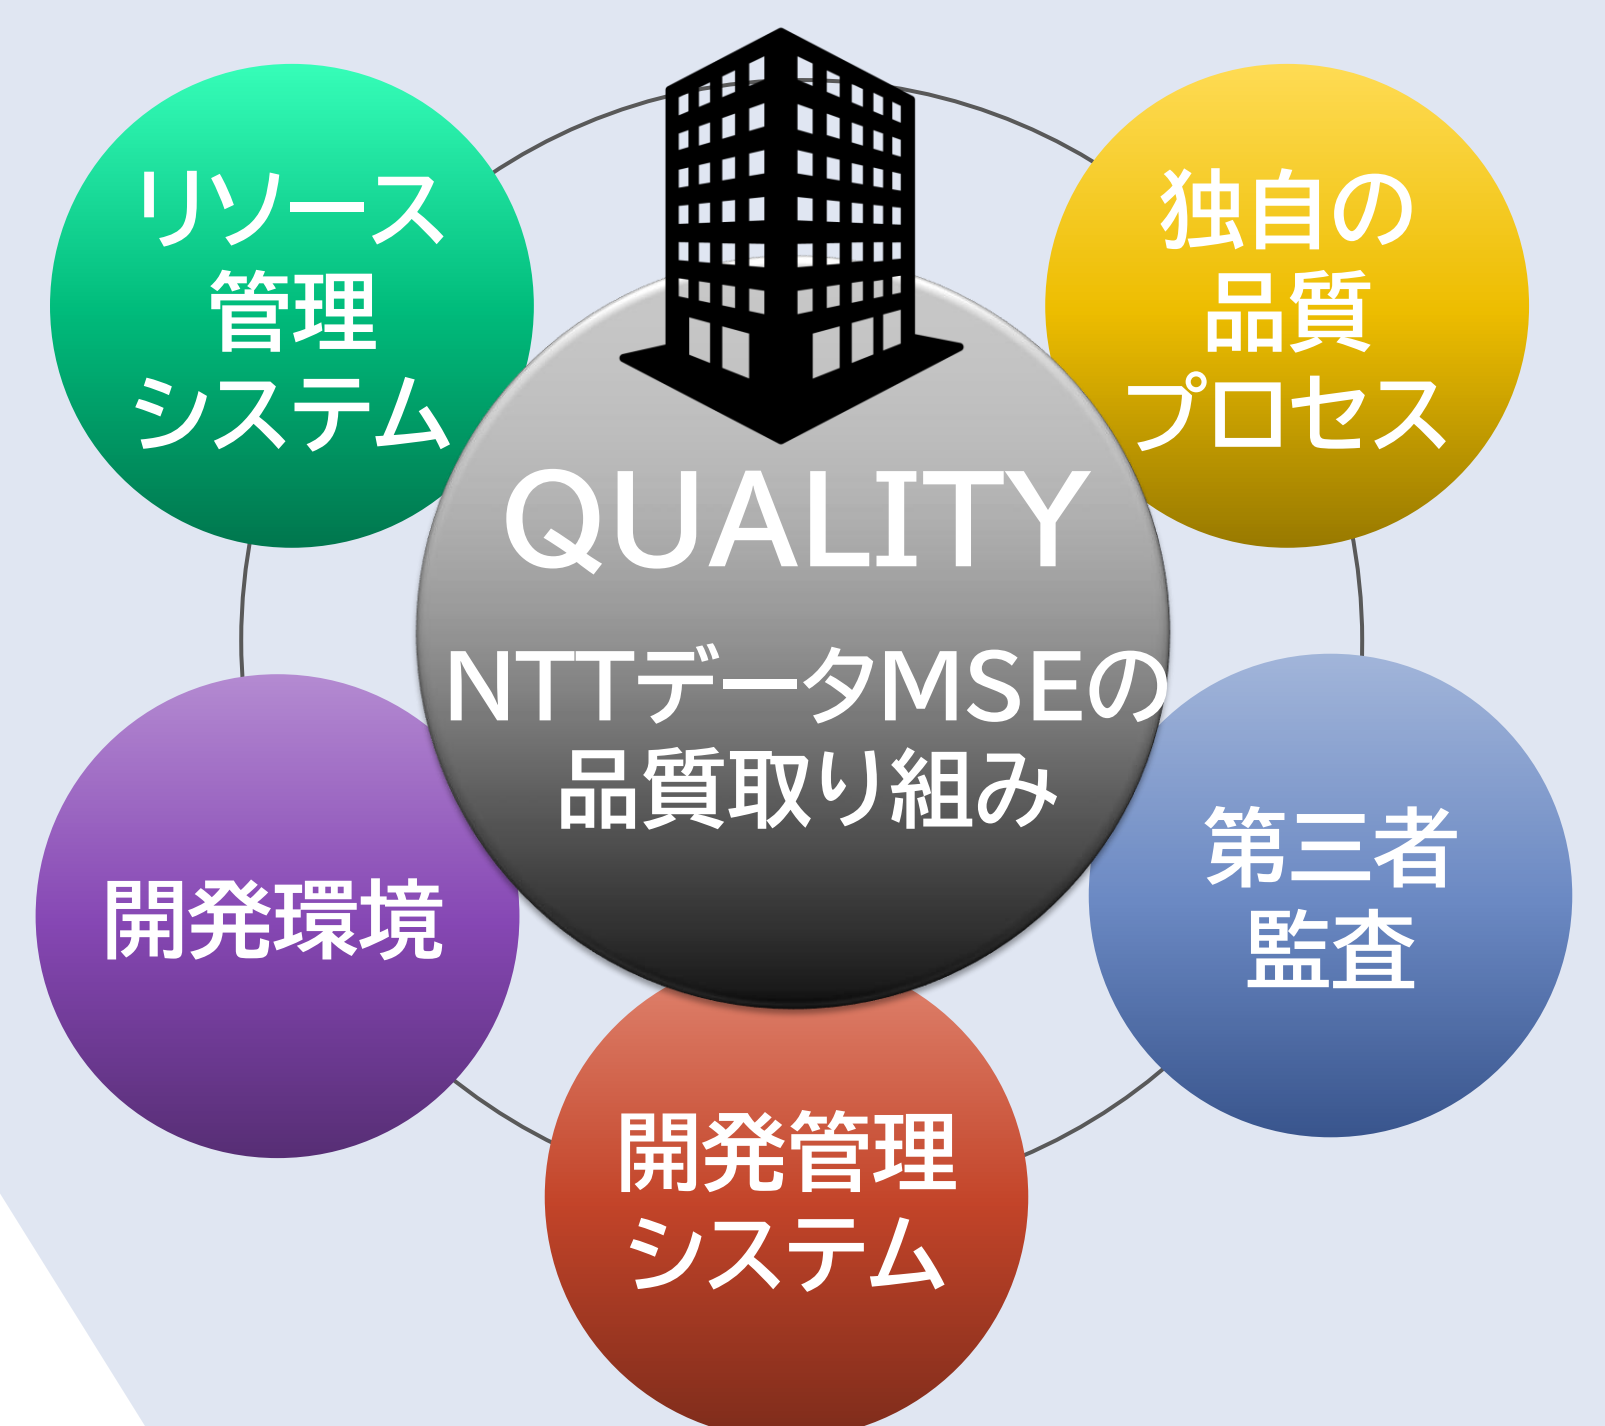 リソース
管理
システム
独自の
品質
プロセス
QUALITY
NTTデータMSEの
品質取り組み
開発環境
第三者
監査
開発管理
システム